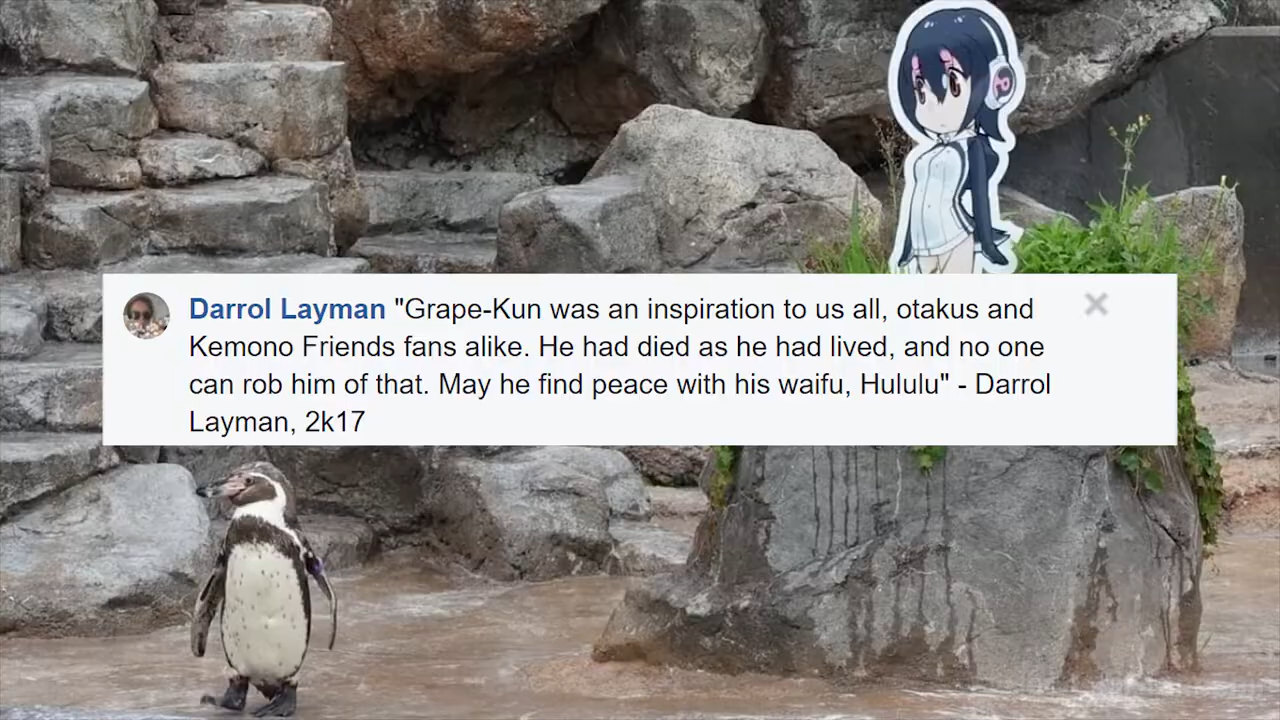 Darrol Layman "Grape-Kun was an inspiration to us all, otakus and
Kemono Friends fans alike. He had died as he had lived, and no one
can rob him of that. May he find peace with his waifu, Hululu" - Darrol
Layman, 2k17